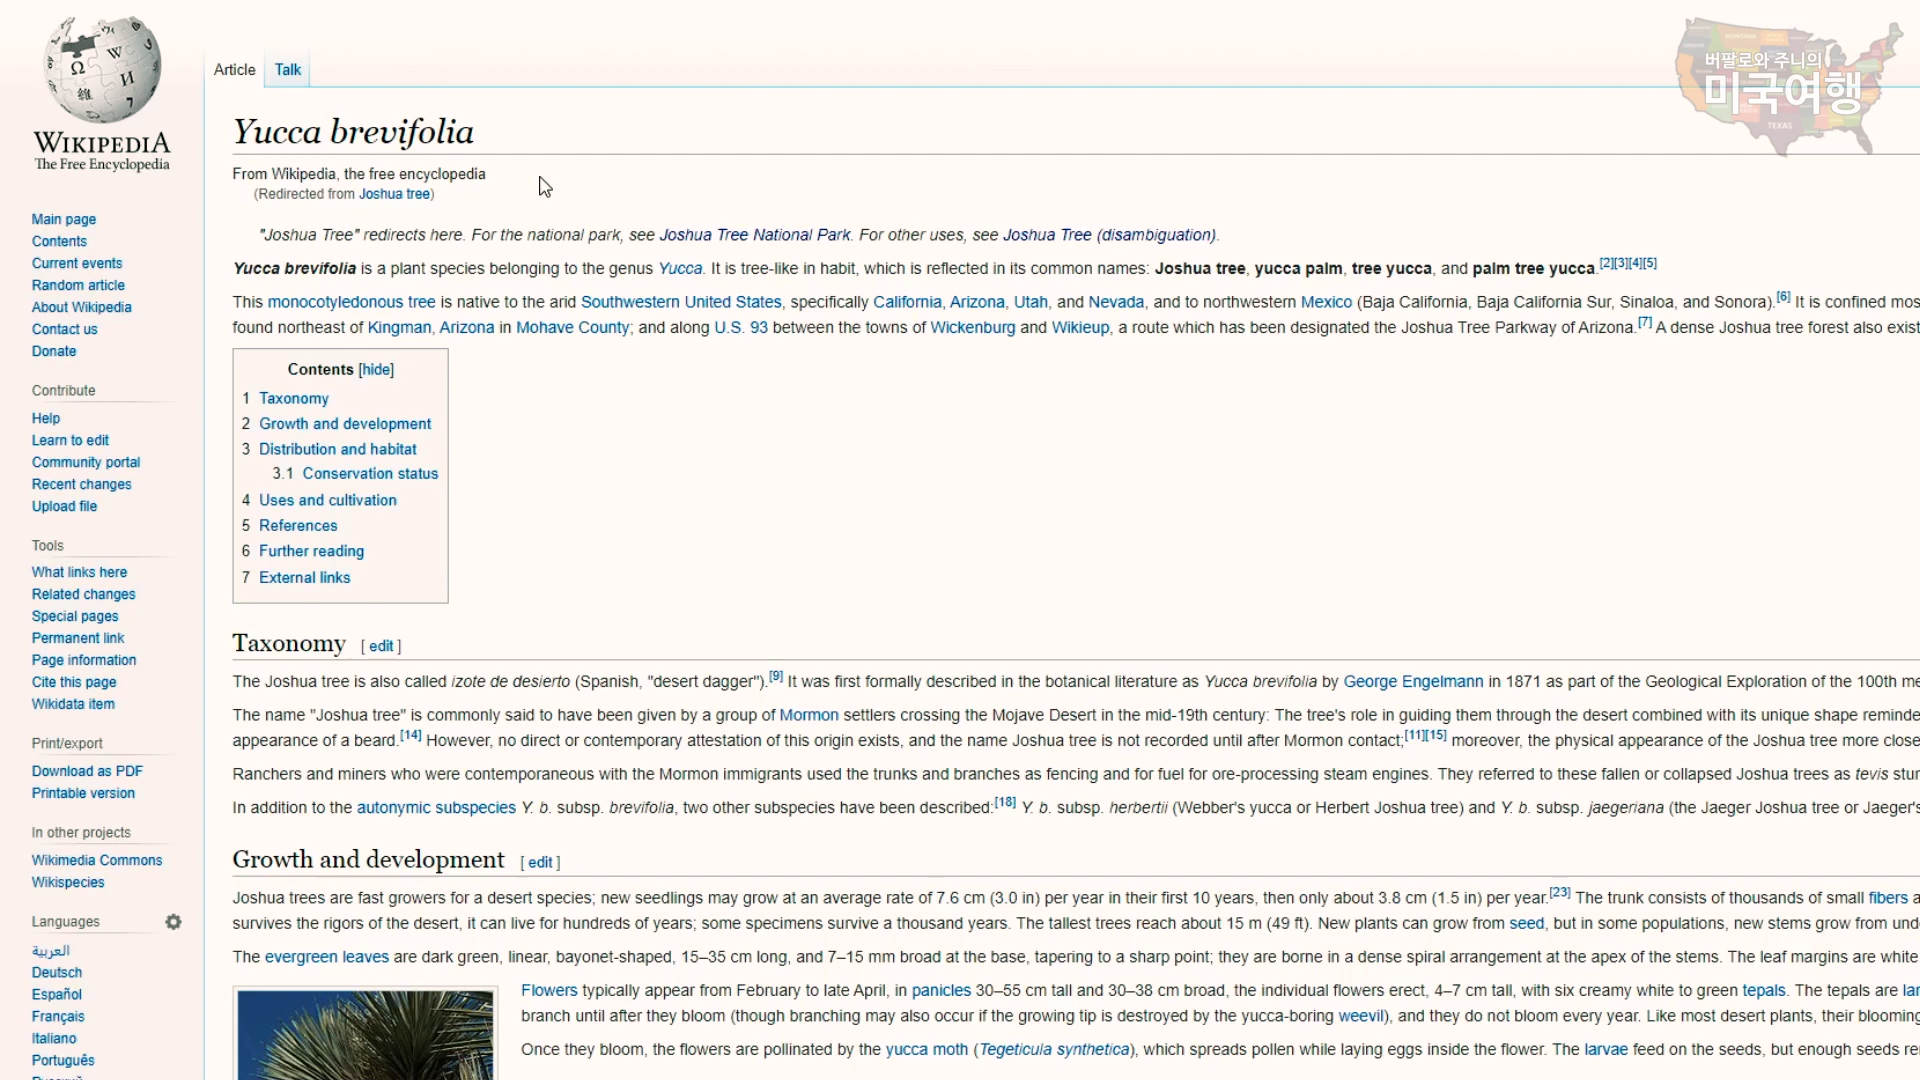 WIKIPEDIA
The Free Encyclopedia
Main page
Contents
Current events
Random article
About Wikipedia
Contact us
Donate
Contribute
Help
Learn to edit
Community portal
Recent changes
Upload file
Tools
What links here
Related changes
Special pages
Permanent link
Page information
Cite this page
Wikidata item
Print/export
Download as PDF
Printable version
In other projects
Wikimedia Commons
Wikispecies
Languages
العربية
Deutsch
Español
Français
Italiano
Português
Article Talk
버팔로와 주니의
미국여행
MONTANA
TEXAS
Yucca brevifolia
From Wikipedia, the free encyclopedia
(Redirected from Joshua tree)
"Joshua Tree" redirects here. For the national park, see Joshua Tree National Park. For other uses, see Joshua Tree (disambiguation).
Yucca brevifolia is a plant species belonging to the genus Yucca. It is tree-like in habit, which is reflected in its common names: Joshua tree, yucca palm, tree yucca, and palm tree yucca.[2][3][4][5]
This monocotyledonous tree is native to the arid Southwestern United States, specifically California, Arizona, Utah, and Nevada, and to northwestern Mexico (Baja California, Baja California Sur, Sinaloa, and Sonora).[6] It is confined mos
found northeast of Kingman, Arizona in Mohave County; and along U.S. 93 between the towns of Wickenburg and Wikieup, a route which has been designated the Joshua Tree Parkway of Arizona.[7] A dense Joshua tree forest also exist
Contents [hide]
1 Taxonomy
2 Growth and development
3 Distribution and habitat
3.1 Conservation status
4 Uses and cultivation
5 References
6 Further reading
7 External links
Taxonomy [ edit ]
The Joshua tree is also called izote de desierto (Spanish, "desert dagger").[9] It was first formally described in the botanical literature as Yucca brevifolia by George Engelmann in 1871 as part of the Geological Exploration of the 100th me
The name "Joshua tree" is commonly said to have been given by a group of Mormon settlers crossing the Mojave Desert in the mid-19th century: The tree's role in guiding them through the desert combined with its unique shape reminde
appearance of a beard.[14] However, no direct or contemporary attestation of this origin exists, and the name Joshua tree is not recorded until after Mormon contact;[11][15] moreover, the physical appearance of the Joshua tree more close
Ranchers and miners who were contemporaneous with the Mormon immigrants used the trunks and branches as fencing and for fuel for ore-processing steam engines. They referred to these fallen or collapsed Joshua trees as tevis stur
In addition to the autonymic subspecies Y. b. subsp. brevifolia, two other subspecies have been described:[18] Y. b. subsp. herbertii (Webber's yucca or Herbert Joshua tree) and Y. b. subsp. jaegeriana (the Jaeger Joshua tree or Jaeger's
Growth and development [ edit ]
Joshua trees are fast growers for a desert species; new seedlings may grow at an average rate of 7.6 cm (3.0 in) per year in their first 10 years, then only about 3.8 cm (1.5 in) per year.[23] The trunk consists of thousands of small fibers a
survives the rigors of the desert, it can live for hundreds of years; some specimens survive a thousand years. The tallest trees reach about 15 m (49 ft). New plants can grow from seed, but in some populations, new stems grow from und
The evergreen leaves are dark green, linear, bayonet-shaped, 15–35 cm long, and 7–15 mm broad at the base, tapering to a sharp point; they are borne in a dense spiral arrangement at the apex of the stems. The leaf margins are white
Flowers typically appear from February to late April, in panicles 30–55 cm tall and 30–38 cm broad, the individual flowers erect, 4–7 cm tall, with six creamy white to green tepals. The tepals are lar
branch until after they bloom (though branching may also occur if the growing tip is destroyed by the yucca-boring weevil), and they do not bloom every year. Like most desert plants, their blooming
Once they bloom, the flowers are pollinated by the yucca moth (Tegeticula synthetica), which spreads pollen while laying eggs inside the flower. The larvae feed on the seeds, but enough seeds re